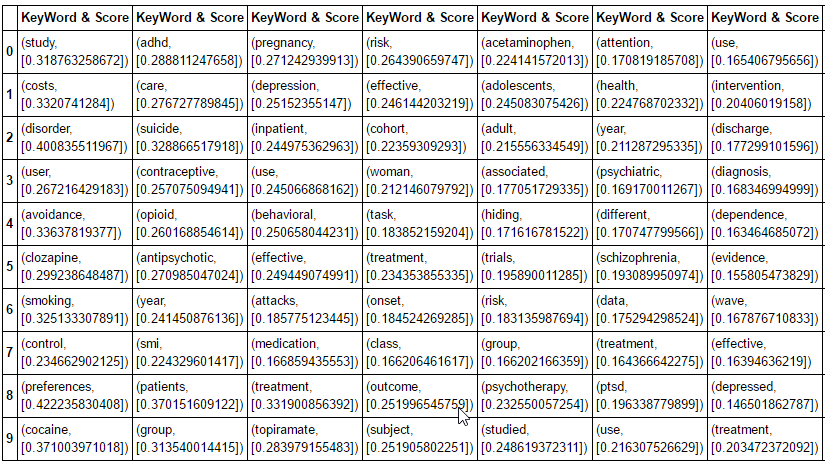 KeyWord & Score KeyWord & Score KeyWord & Score KeyWord & Score KeyWord & Score KeyWord & Score KeyWord & Score
0 (study, [0.318763258672]) (adhd, [0.288811247658]) (pregnancy, [0.271242939913]) (risk, [0.264390659747]) (acetaminophen, [0.224141572013]) (attention, [0.170819185708]) (use, [0.165406795656])
1 (costs, [0.3320741284]) (care, [0.276727789845]) (depression, [0.25152355147]) (effective, [0.246144203219]) (adolescents, [0.245083075426]) (health, [0.224768702332]) (intervention, [0.20406019158])
2 (disorder, [0.400835511967]) (suicide, [0.328866517918]) (inpatient, [0.244975362963]) (cohort, [0.22359309293]) (adult, [0.215556334549]) (year, [0.211287295335]) (discharge, [0.177299101596])
3 (user, [0.267216429183]) (contraceptive, [0.257075094941]) (use, [0.245066868162]) (woman, [0.212146079792]) (associated, [0.177051729335]) (psychiatric, [0.169170011267]) (diagnosis, [0.168346994999])
4 (avoidance, [0.33637819377]) (opioid, [0.260168854614]) (behavioral, [0.250658044231]) (task, [0.183852159204]) (hiding, [0.171616781522]) (different, [0.170747799566]) (dependence, [0.163464685072])
5 (clozapine, [0.299238648487]) (antipsychotic, [0.270985047024]) (effective, [0.249449074991]) (treatment, [0.234353855335]) (trials, [0.195890011285]) (schizophrenia, [0.193089950974]) (evidence, [0.155805473829])
6 (smoking, [0.325133307891]) (year, [0.241450876136]) (attacks, [0.185775123445]) (onset, [0.184524269285]) (risk, [0.183135987694]) (data, [0.175294298524]) (wave, [0.167876710833])
7 (control, [0.234662902125]) (smi, [0.224329601417]) (medication, [0.166859435553]) (class, [0.166206461617]) (group, [0.166202166359]) (treatment, [0.164366642275]) (effective, [0.16394636219])
8 (preferences, [0.422235830408]) (patients, [0.370151609122]) (treatment, [0.331900856392]) (outcome, [0.251996545759]) (psychotherapy, [0.232550057254]) (ptsd, [0.196338779899]) (depressed, [0.146501862787])
9 (cocaine, [0.371003971018]) (group, [0.313540014415]) (topiramate, [0.283979155483]) (subject, [0.251905802251]) (studied, [0.248619372311]) (use, [0.216307526629]) (treatment, [0.203472372092])